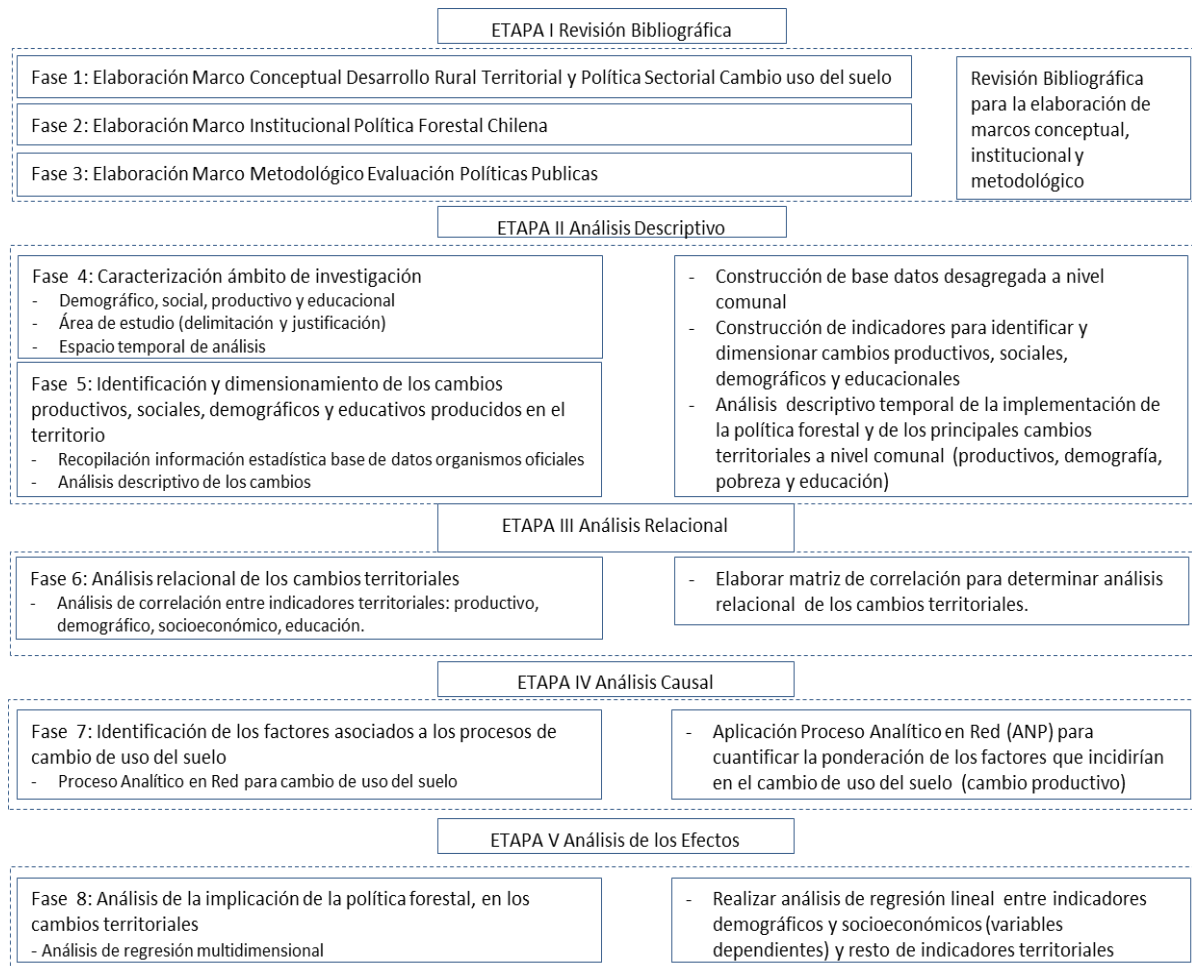 ETAPA I Revisión Bibliográfica
Fase 1: Elaboración Marco Conceptual Desarrollo Rural Territorial y Política Sectorial Cambio uso del suelo
Fase 2: Elaboración Marco Institucional Política Forestal Chilena
Fase 3: Elaboración Marco Metodológico Evaluación Políticas Publicas
Revisión Bibliográfica
para la elaboración de
marcos conceptual,
institucional y
metodológico
ETAPA II Análisis Descriptivo
Fase 4: Caracterización ámbito de investigación
- Demográfico, social, productivo y educacional
- Área de estudio (delimitación y justificación)
- Espacio temporal de análisis
Fase 5: Identificación y dimensionamiento de los cambios
productivos, sociales, demográficos y educativos producidos en el
territorio
- Recopilación información estadística base de datos organismos oficiales
- Análisis descriptivo de los cambios
- Construcción de base datos desagregada a nivel
comunal
- Construcción de indicadores para identificar y
dimensionar cambios productivos, sociales,
demográficos y educacionales
- Análisis descriptivo temporal de la implementación de
la política forestal y de los principales cambios
territoriales a nivel comunal (productivos, demografía,
pobreza y educación)
ETAPA III Análisis Relacional
Fase 6: Análisis relacional de los cambios territoriales
- Análisis de correlación entre indicadores territoriales: productivo,
demográfico, socioeconómico, educación.
- Elaborar matriz de correlación para determinar análisis
relacional de los cambios territoriales.
ETAPA IV Análisis Causal
Fase 7: Identificación de los factores asociados a los procesos de
cambio de uso del suelo
- Proceso Analítico en Red para cambio de uso del suelo
- Aplicación Proceso Analítico en Red (ANP) para
cuantificar la ponderación de los factores que incidirían
en el cambio de uso del suelo (cambio productivo)
ETAPA V Análisis de los Efectos
Fase 8: Análisis de la implicación de la política forestal, en los
cambios territoriales
- Análisis de regresión multidimensional
- Realizar análisis de regresión lineal entre indicadores
demográficos y socioeconómicos (variables
dependientes) y resto de indicadores territoriales